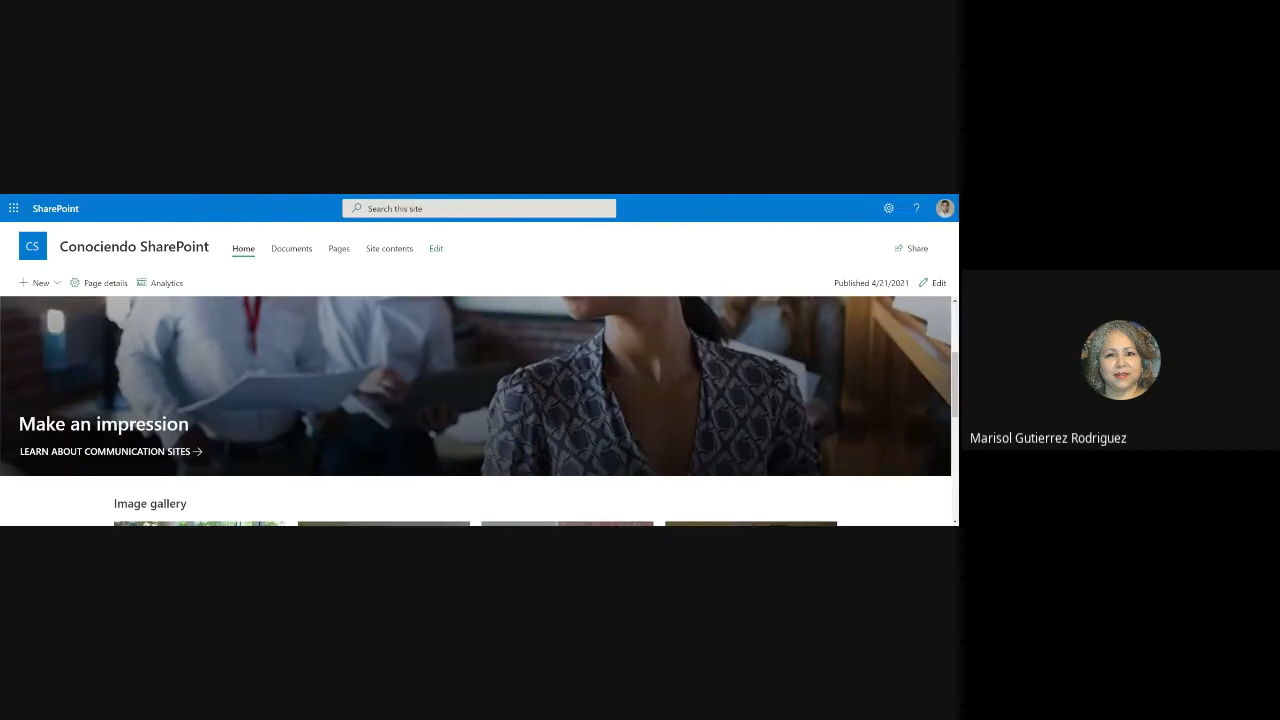 SharePoint
Search this site
?
CS
Conociendo SharePoint
Home
Documents
Pages
Site contents
Edit
Share
New
Page details
Analytics
Published 4/21/2021
Edit
Make an impression
LEARN ABOUT COMMUNICATION SITES
Image gallery
Marisol Gutierrez Rodriguez